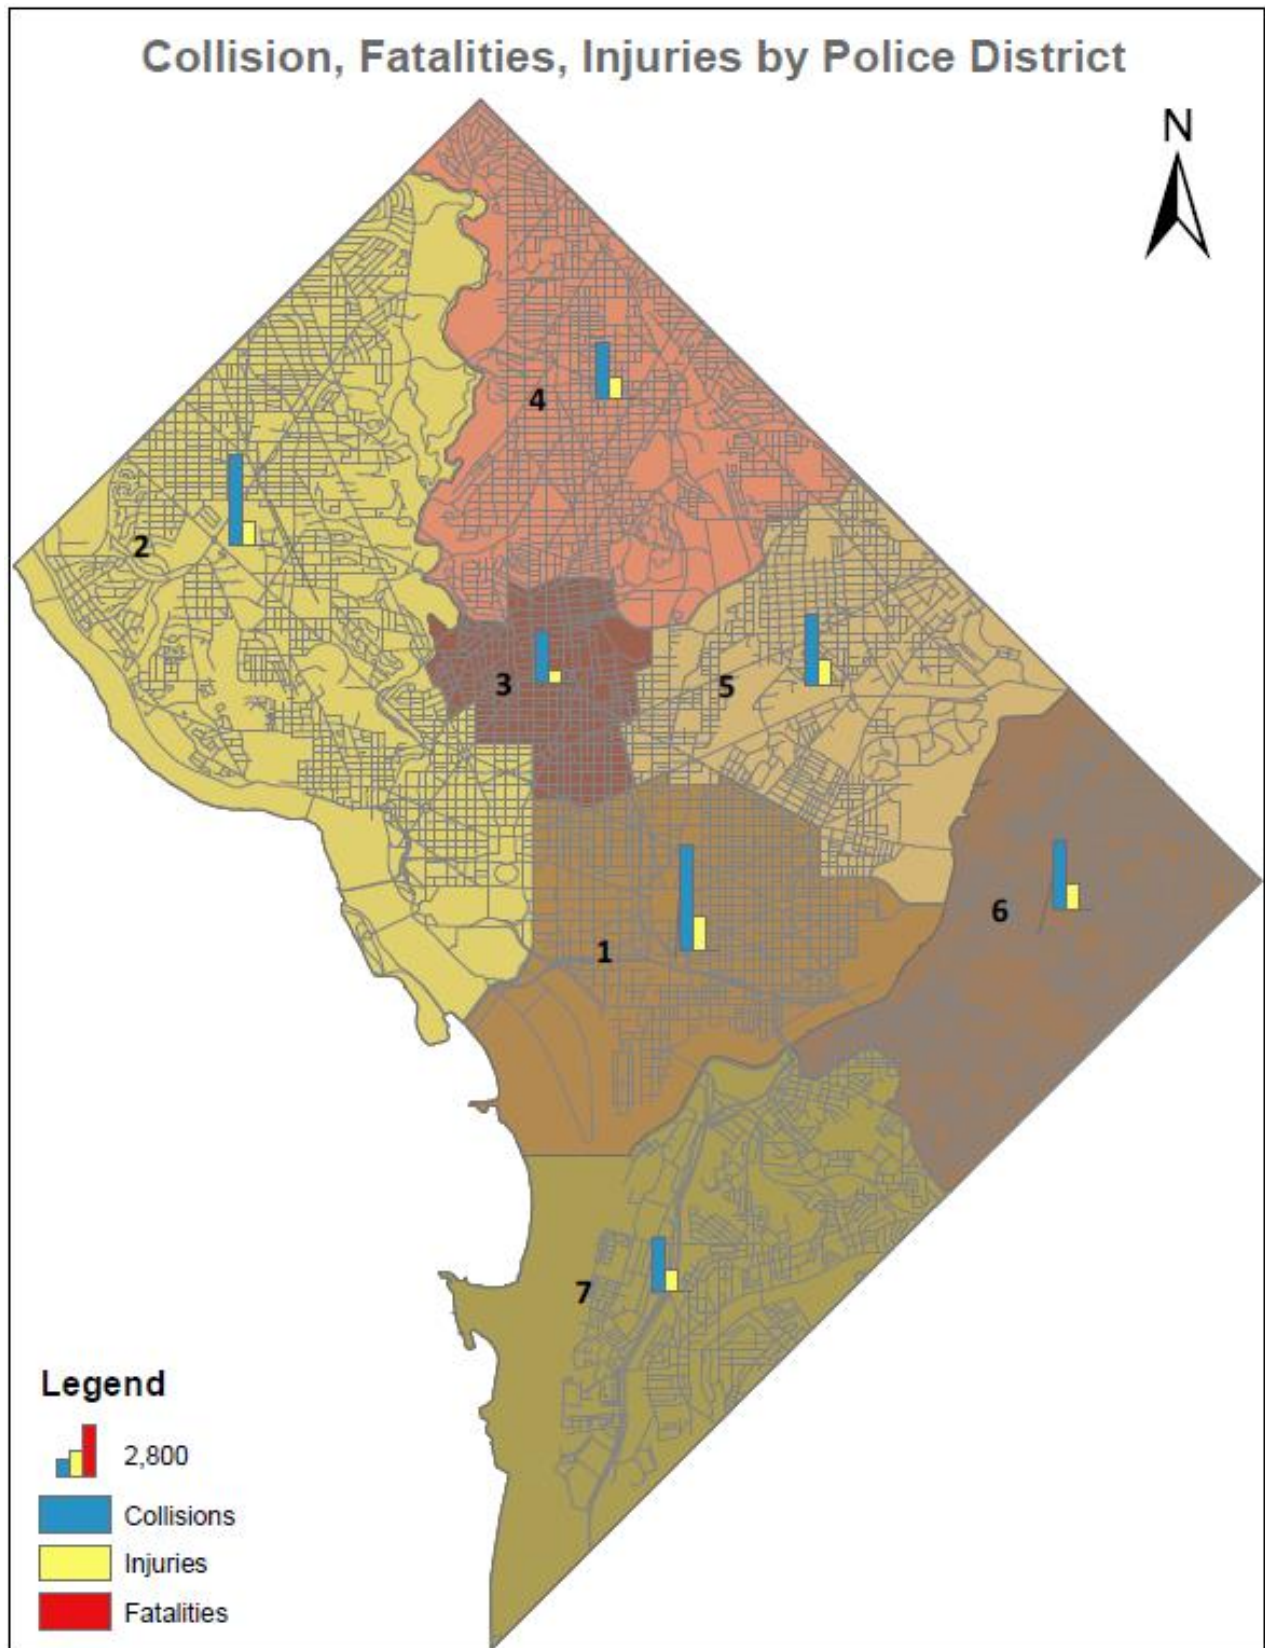 Collision, Fatalities, Injuries by Police District
N
4
2
3
5
6
1
7
Legend
2,800
Collisions
Injuries
Fatalities